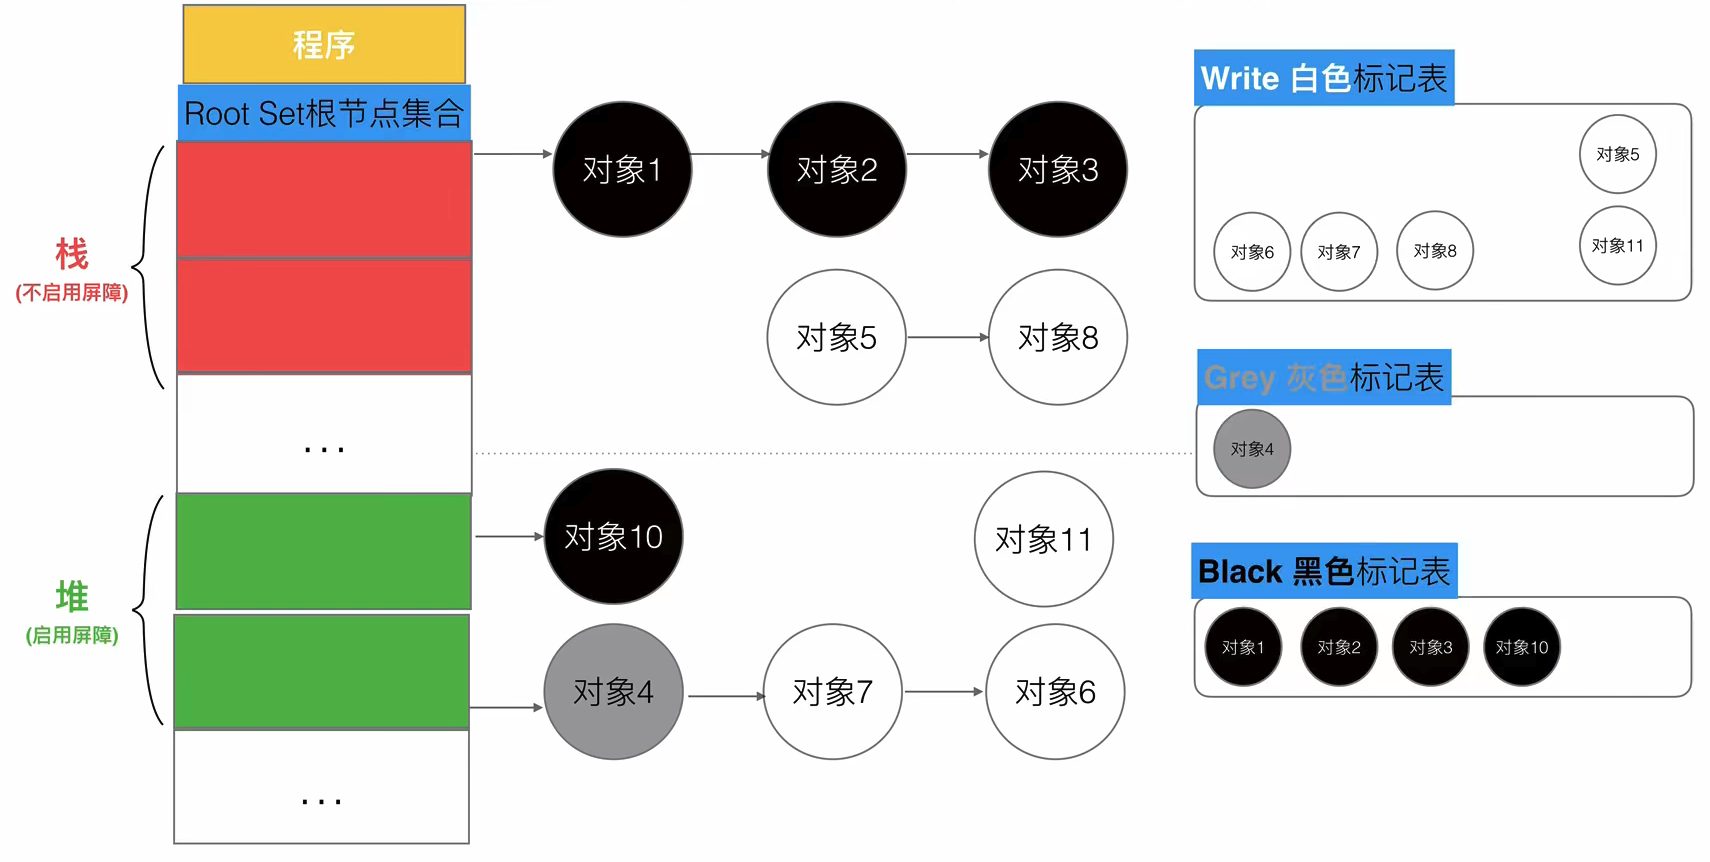 程序
Root Set根节点集合
栈
(不启用屏障)
...
堆
(启用屏障)
...
对象1
对象2
对象3
对象5
对象8
对象10
对象11
对象4
对象7
对象6
Write 白色标记表
对象5
对象6
对象7
对象8
对象11
Grey 灰色标记表
对象4
Black 黑色标记表
对象1
对象2
对象3
对象10